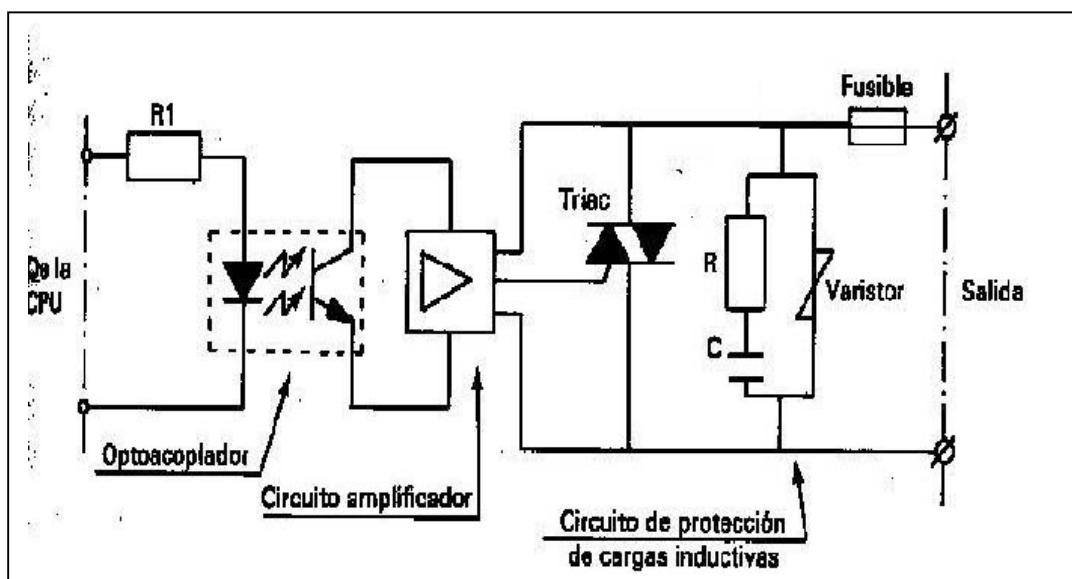 Fusible
R1
Triac
De la
CPU
R
Varistor
Salida
C
Optoacoplador
Circuito amplificador
Circuito de protección
de cargas inductivas